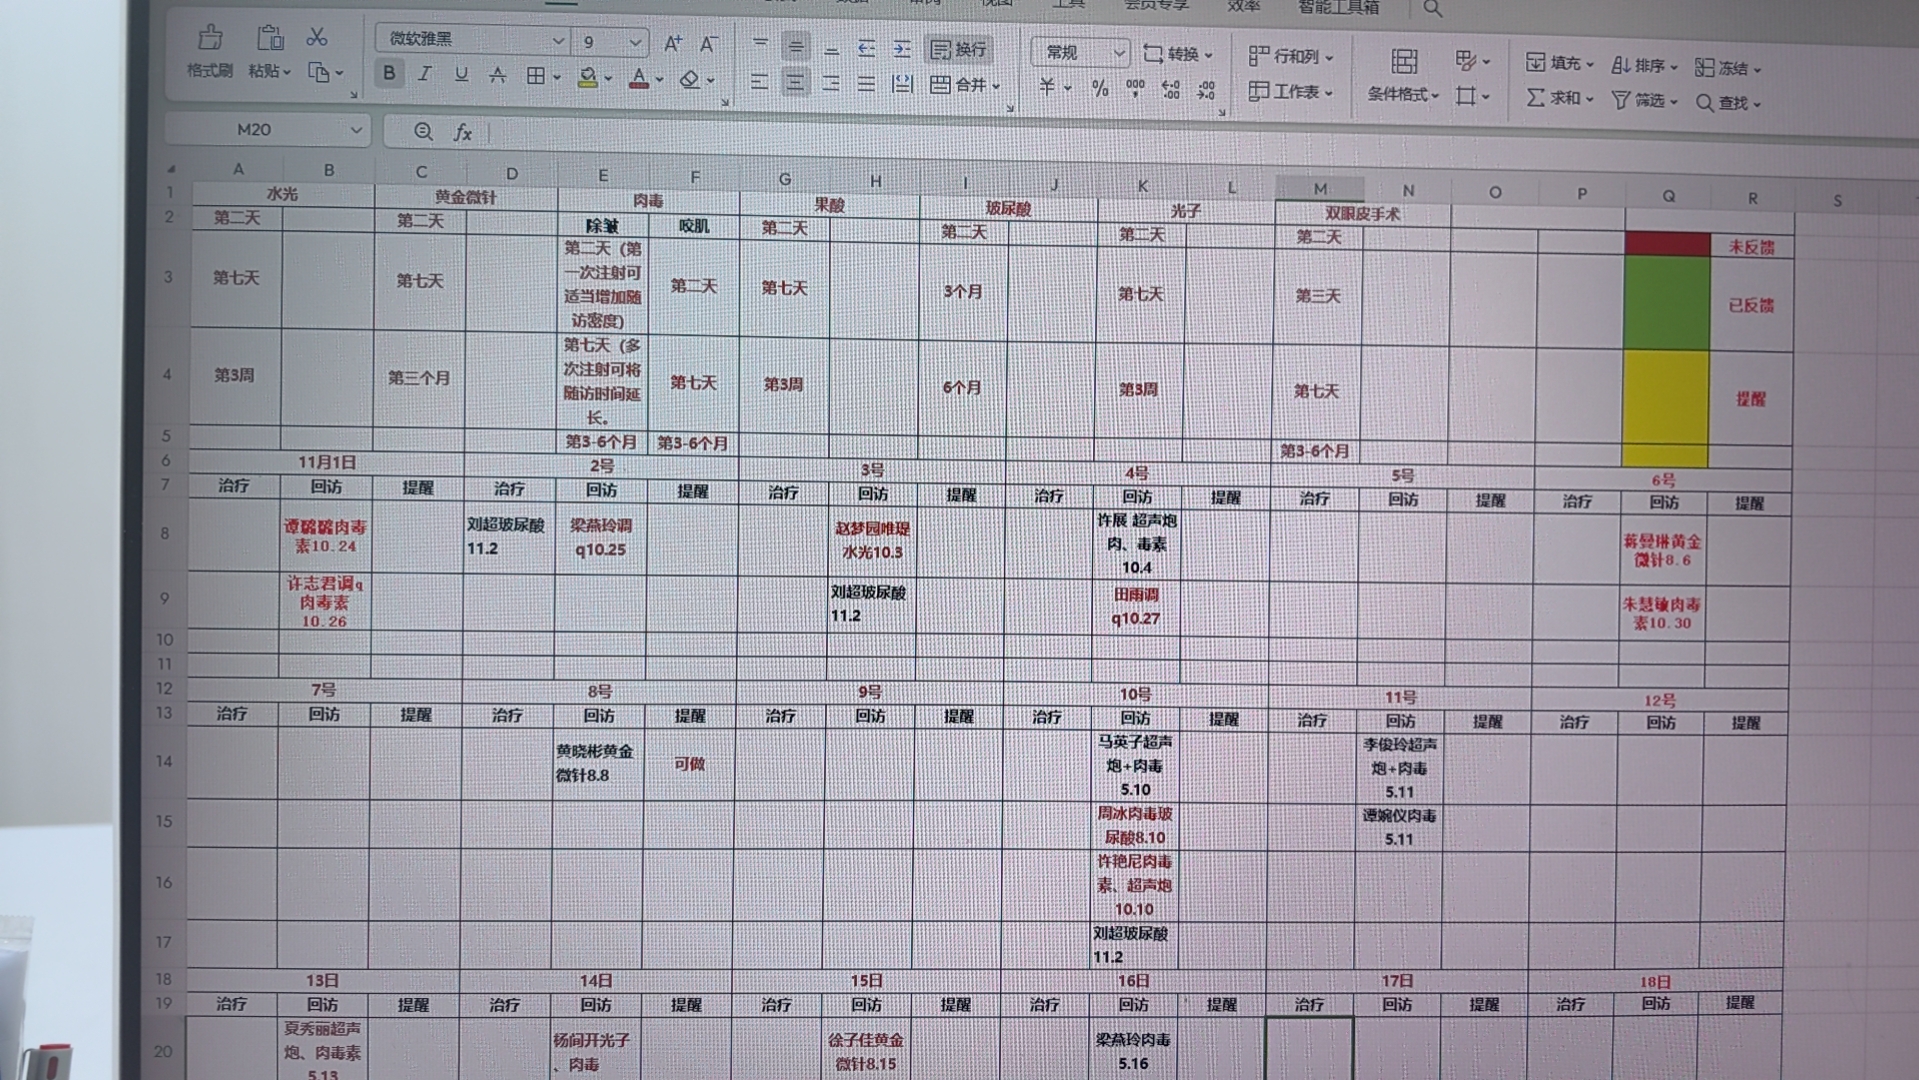 会员专享 效率 智能工具箱
格式刷 粘贴
微软雅黑 9 A+ A-
B I U A
换行
合并
常规 转换
¥ % 000
行和列
工作表
条件格式
填充 排序 冻结
求和 筛选 查找
M20 fx
A B C D E F G H I J K L M N O P Q R S
1 水光 黄金微针 肉毒 果酸 玻尿酸 光子 双眼皮手术
2 第二天 第二天 除皱 咬肌 第二天 第二天 第二天 第二天 未反馈
3 第七天 第七天 第二天（第一次注射可适当增加随访密度) 第二天 第七天 3个月 第七天 第三天 已反馈
4 第3周 第三个月 第七天（多次注射可将随访时间延长。 第七天 第3周 6个月 第3周 第七天 提醒
5 第3-6个月 第3-6个月 第3-6个月
6 11月1日 2号 3号 4号 5号 6号
7 治疗 回访 提醒 治疗 回访 提醒 治疗 回访 提醒 治疗 回访 提醒 治疗 回访 提醒 治疗 回访 提醒
8 肉毒素10.24 刘超玻尿酸11.2 梁燕玲调q10.25 赵梦园唯瑅水光10.3 许展 超声炮肉、毒素10.4 蒋曼琳黄金微针8.6
9 许志君调q肉毒素10.26 刘超玻尿酸11.2 田雨调q10.27 朱慧敏肉毒素10.30
10
11
12 7号 8号 9号 10号 11号 12号
13 治疗 回访 提醒 治疗 回访 提醒 治疗 回访 提醒 治疗 回访 提醒 治疗 回访 提醒 治疗 回访 提醒
14 黄晓彬黄金微针8.8 可做 马英子超声炮+肉毒5.10 李俊玲超声炮+肉毒5.11
15 周冰肉毒玻尿酸8.10 谭婉仪肉毒5.11
16 许艳尼肉毒素、超声炮10.10
17 刘超玻尿酸11.2
18 13日 14日 15日 16日 17日 18日
19 治疗 回访 提醒 治疗 回访 提醒 治疗 回访 提醒 治疗 回访 提醒 治疗 回访 提醒 治疗 回访 提醒
20 夏秀丽超声炮、肉毒素5.13 杨间开光子、肉毒 徐子佳黄金微针8.15 梁燕玲肉毒5.16